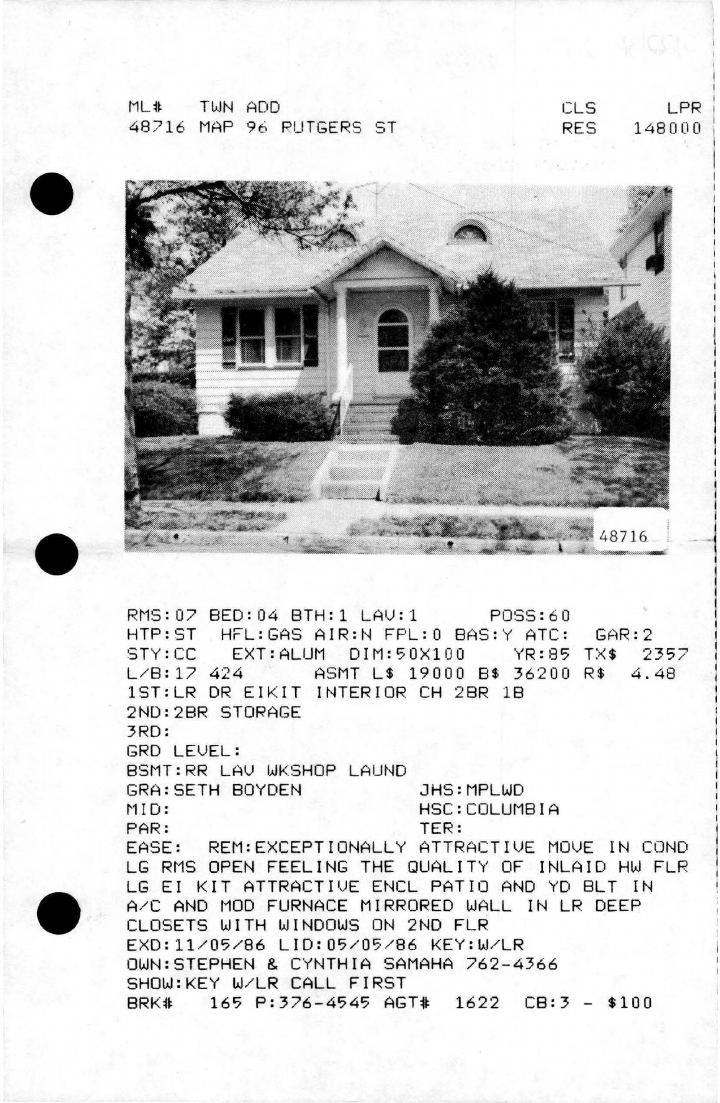 ML# TWN ADD CLS LPR
48716 MAP 96 RUTGERS ST RES 148000
48716
RMS:07 BED:04 BTH:1 LAV:1 POSS:60
HTP:ST HFL:GAS AIR:N FPL:0 BAS:Y ATC: GAR:2
STY:CC EXT:ALUM DIM:50X100 YR:85 TX$ 2357
L/B:17 424 ASMT L$ 19000 B$ 36200 R$ 4.48
1ST:LR DR EIKIT INTERIOR CH 2BR 1B
2ND:2BR STORAGE
3RD:
GRD LEVEL:
BSMT:RR LAV WKSHOP LAUND
GRA:SETH BOYDEN JHS:MPLWD
MID: HSC:COLUMBIA
PAR: TER:
EASE: REM:EXCEPTIONALLY ATTRACTIVE MOVE IN COND
LG RMS OPEN FEELING THE QUALITY OF INLAID HW FLR
LG EI KIT ATTRACTIVE ENCL PATIO AND YD BLT IN
A/C AND MOD FURNACE MIRRORED WALL IN LR DEEP
CLOSETS WITH WINDOWS ON 2ND FLR
EXD:11/05/86 LID:05/05/86 KEY:W/LR
OWN:STEPHEN & CYNTHIA SAMAHA 762-4366
SHOW:KEY W/LR CALL FIRST
BRK# 165 P:376-4545 AGT# 1622 CB:3 - $100